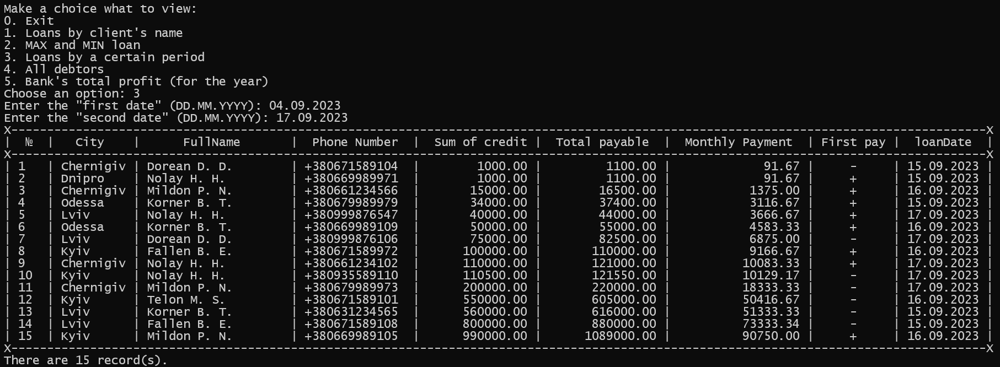 Make a choice what to view:
0. Exit
1. Loans by client's name
2. MAX and MIN loan
3. Loans by a certain period
4. All debtors
5. Bank's total profit (for the year)
Choose an option: 3
Enter the "first date" (DD.MM.YYYY): 04.09.2023
Enter the "second date" (DD.MM.YYYY): 17.09.2023
X----------------------------------------------------------------------------------------------------------------------------------------X
|  №  |   City    |      FullName       |  Phone Number  |  Sum of credit |  Total payable  |  Monthly Payment  | First pay |  loanDate  |
X----------------------------------------------------------------------------------------------------------------------------------------X
| 1   | Chernigiv | Dorean D. D.        | +380671589104  |        1000.00 |         1100.00 |             91.67 |    -     | 15.09.2023 |
| 2   | Dnipro    | Nolay H. H.         | +380669989971  |        1000.00 |         1100.00 |             91.67 |    +     | 15.09.2023 |
| 3   | Chernigiv | Mildon P. N.        | +380661234566  |       15000.00 |        16500.00 |           1375.00 |    +     | 16.09.2023 |
| 4   | Odessa    | Korner B. T.        | +380679989979  |       34000.00 |        37400.00 |           3116.67 |    +     | 15.09.2023 |
| 5   | Lviv      | Nolay H. H.         | +380999876547  |       40000.00 |        44000.00 |           3666.67 |    +     | 17.09.2023 |
| 6   | Odessa    | Korner B. T.        | +380669989109  |       50000.00 |        55000.00 |           4583.33 |    +     | 16.09.2023 |
| 7   | Lviv      | Dorean D. D.        | +380999876106  |       75000.00 |        82500.00 |           6875.00 |    -     | 17.09.2023 |
| 8   | Kyiv      | Fallen B. E.        | +380671589972  |      100000.00 |       110000.00 |           9166.67 |    +     | 16.09.2023 |
| 9   | Chernigiv | Nolay H. H.         | +380661234102  |      110000.00 |       121000.00 |          10083.33 |    +     | 17.09.2023 |
| 10  | Kyiv      | Nolay H. H.         | +380935589110  |      110500.00 |       121550.00 |          10129.17 |    -     | 17.09.2023 |
| 11  | Chernigiv | Mildon P. N.        | +380679989973  |      200000.00 |       220000.00 |          18333.33 |    -     | 17.09.2023 |
| 12  | Kyiv      | Telon M. S.         | +380671589101  |      550000.00 |       605000.00 |          50416.67 |    -     | 16.09.2023 |
| 13  | Lviv      | Korner B. T.        | +380631234565  |      560000.00 |       616000.00 |          51333.33 |    -     | 15.09.2023 |
| 14  | Lviv      | Fallen B. E.        | +380671589108  |      800000.00 |       880000.00 |          73333.34 |    -     | 15.09.2023 |
| 15  | Kyiv      | Mildon P. N.        | +380669989105  |      990000.00 |      1089000.00 |          90750.00 |    +     | 16.09.2023 |
X----------------------------------------------------------------------------------------------------------------------------------------X
There are 15 record(s).